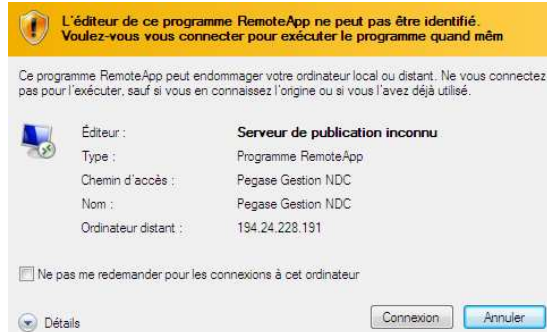 L'éditeur de ce programme RemoteApp ne peut pas être identifié.
Voulez-vous vous connecter pour exécuter le programme quand mêm
Ce programme RemoteApp peut endommager votre ordinateur local ou distant. Ne vous connectez
pas pour l'exécuter, sauf si vous en connaissez l'origine ou si vous l'avez déjà utilisé.
Éditeur : Serveur de publication inconnu
Type : Programme RemoteApp
Chemin d'accès : Pegase Gestion NDC
Nom : Pegase Gestion NDC
Ordinateur distant : 194.24.228.191
Ne pas me redemander pour les connexions à cet ordinateur
Détails Connexion Annuler